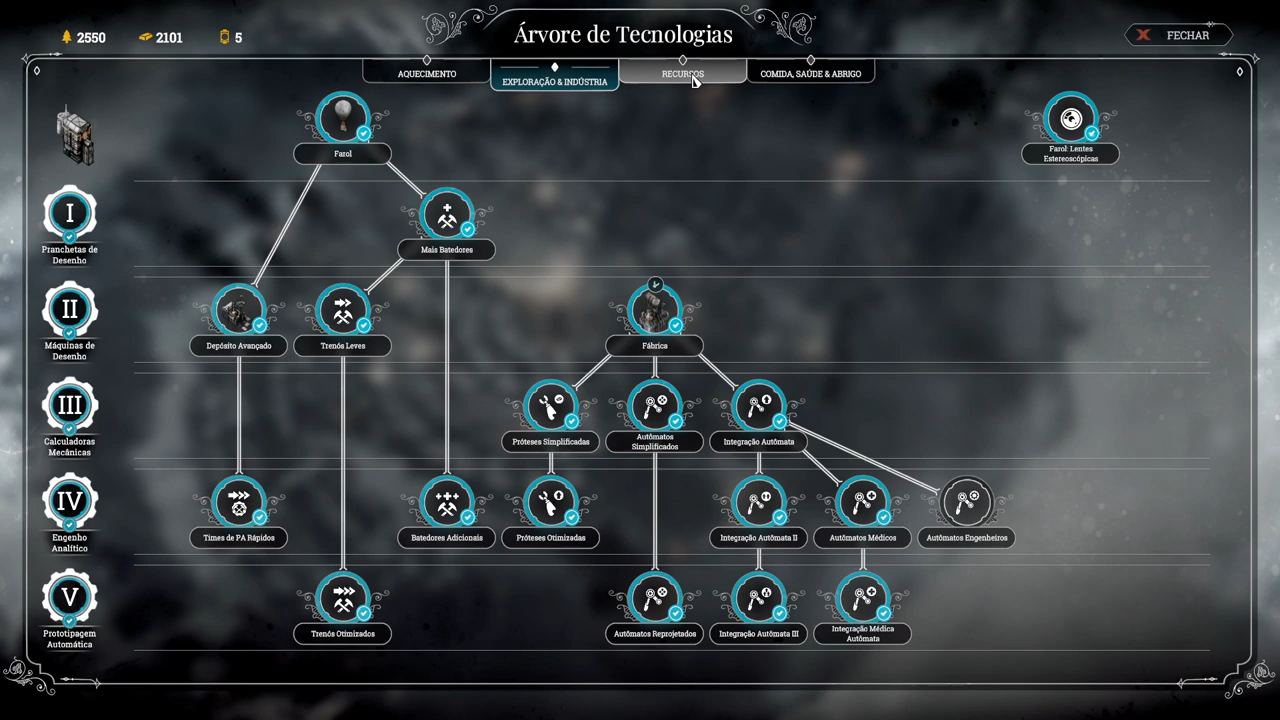 2550
2101
5
Árvore de Tecnologias
FECHAR
AQUECIMENTO
EXPLORAÇÃO & INDÚSTRIA
RECURSOS
COMIDA, SAÚDE & ABRIGO
Farol
Farol: Lentes
Estereoscópicas
I
Pranchetas de
Desenho
Mais Batedores
II
Máquinas de
Desenho
Depósito Avançado
Trenós Leves
Fábrica
III
Calculadoras
Mecânicas
Próteses Simplificadas
Autômatos
Simplificados
Integração Autômata
IV
Engenho
Analítico
Times de PA Rápidos
Batedores Adicionais
Próteses Otimizadas
Integração Autômata II
Autômatos Médicos
Autômatos Engenheiros
V
Prototipagem
Automática
Trenós Otimizados
Autômatos Reprojetados
Integração Autômata III
Integração Médica
Autômata